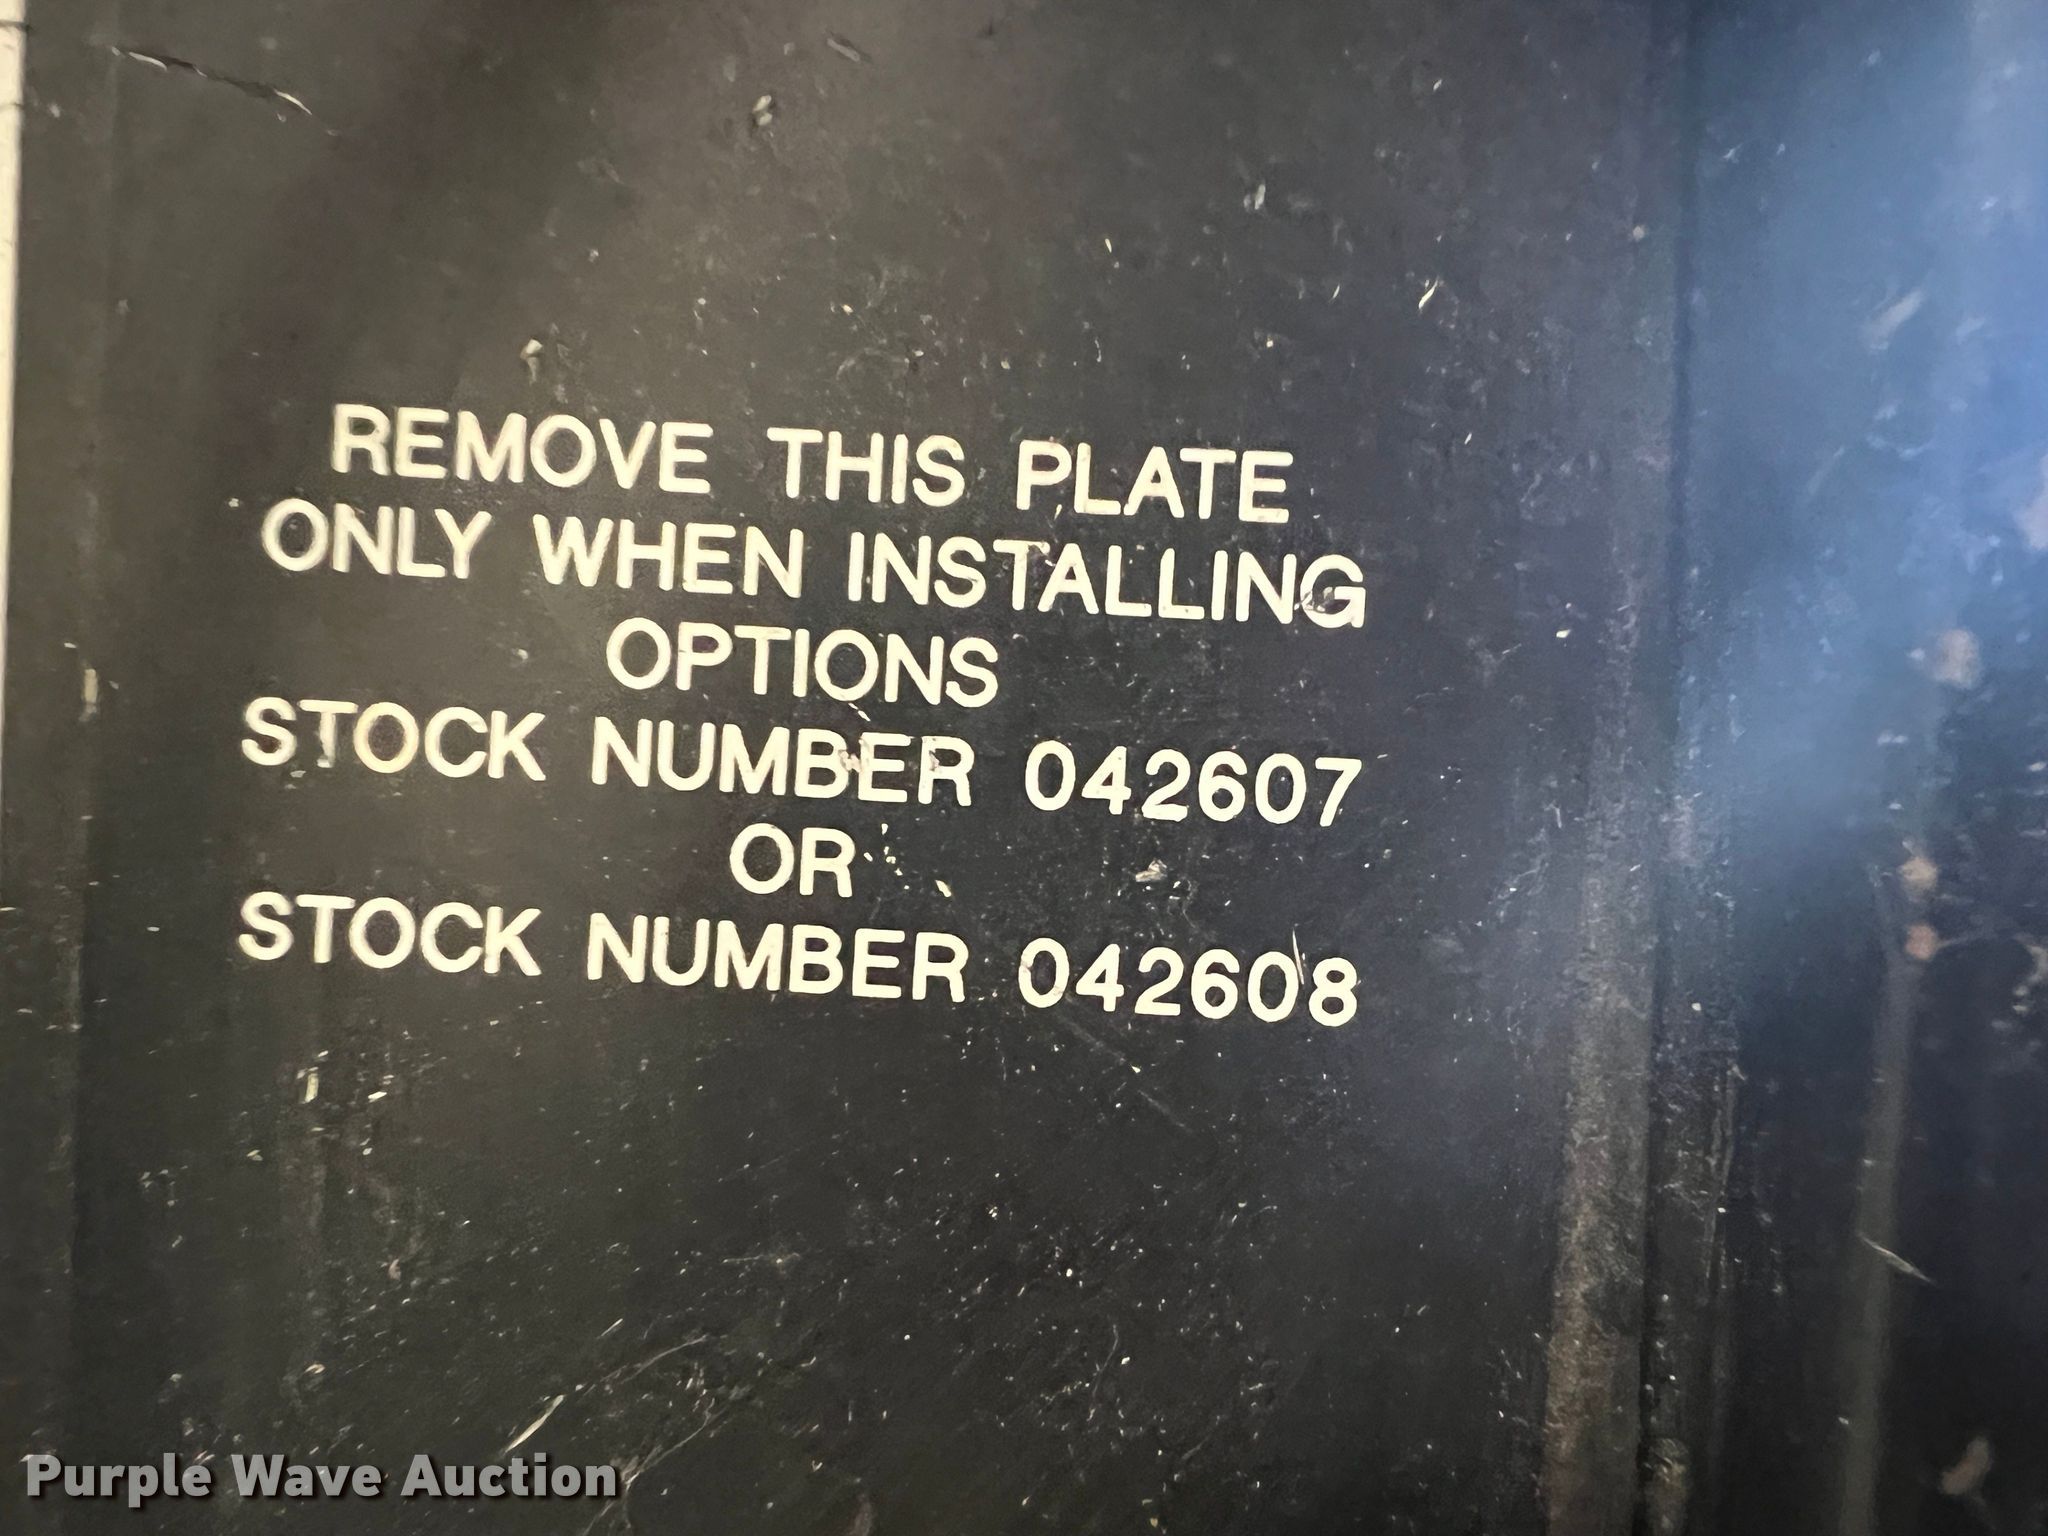 REMOVE THIS PLATE
ONLY WHEN INSTALLING
OPTIONS
STOCK NUMBER 042607
OR
STOCK NUMBER 042608
Purple Wave Auction